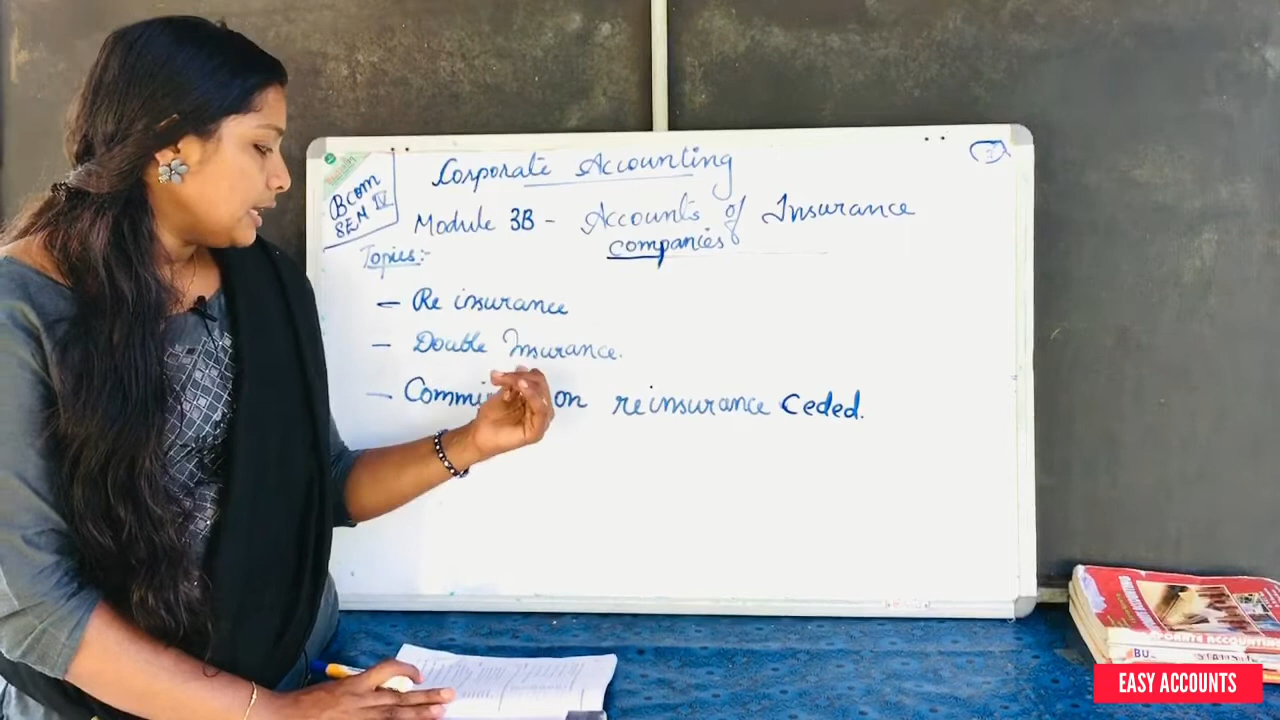 Corporate Accounting
BCom
SEM IV
Module 3B - Accounts of Insurance
companies
Topics:-
- Re insurance
- Double Insurance.
- Commi on reinsurance Ceded.
EASY ACCOUNTS